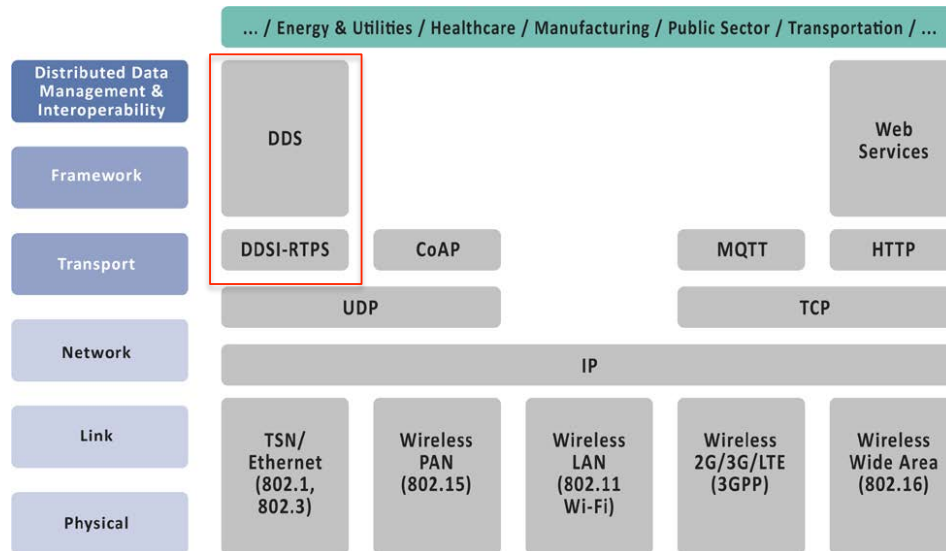 ... / Energy & Utilities / Healthcare / Manufacturing / Public Sector / Transportation / ...
Distributed Data
Management &
Interoperability
Framework
Transport
Network
Link
Physical
DDS
Web
Services
DDSI-RTPS
CoAP
MQTT
HTTP
UDP
TCP
IP
TSN/
Ethernet
(802.1,
802.3)
Wireless
PAN
(802.15)
Wireless
LAN
(802.11
Wi-Fi)
Wireless
2G/3G/LTE
(3GPP)
Wireless
Wide Area
(802.16)